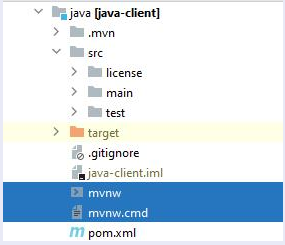 java [java-client]
.mvn
src
license
main
test
target
.gitignore
java-client.iml
mvnw
mvnw.cmd
pom.xml